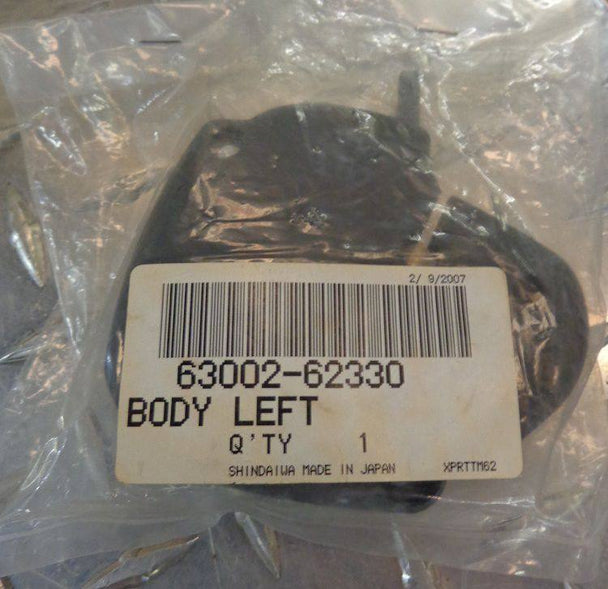 2/ 9/2007
63002-62330
BODY LEFT
Q'TY 1
SHINDAIWA MADE IN JAPAN XPRTTM62